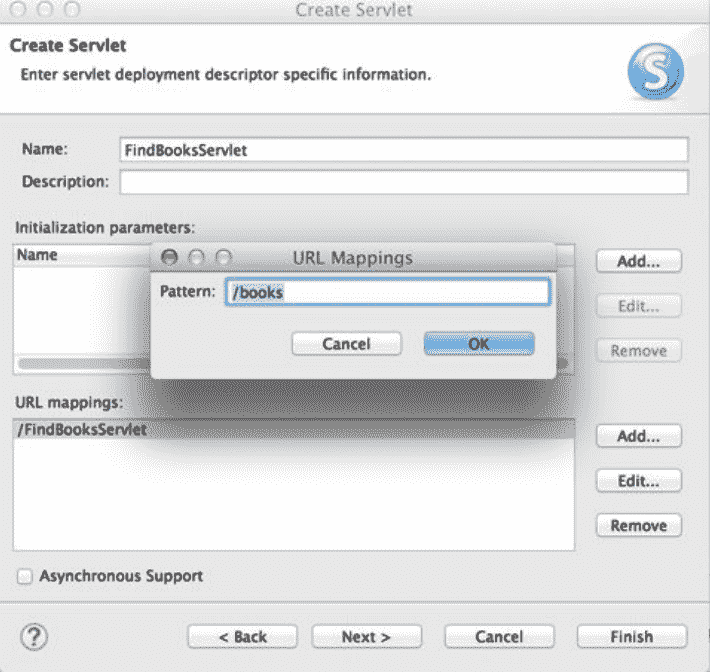 Create Servlet
Create Servlet
Enter servlet deployment descriptor specific information.
S
Name: FindBooksServlet
Description:
Initialization parameters:
Name
URL Mappings
Pattern: /books
Cancel OK
Add...
Edit...
Remove
URL mappings:
/FindBooksServlet
Add...
Edit...
Remove
Asynchronous Support
? < Back Next > Cancel Finish